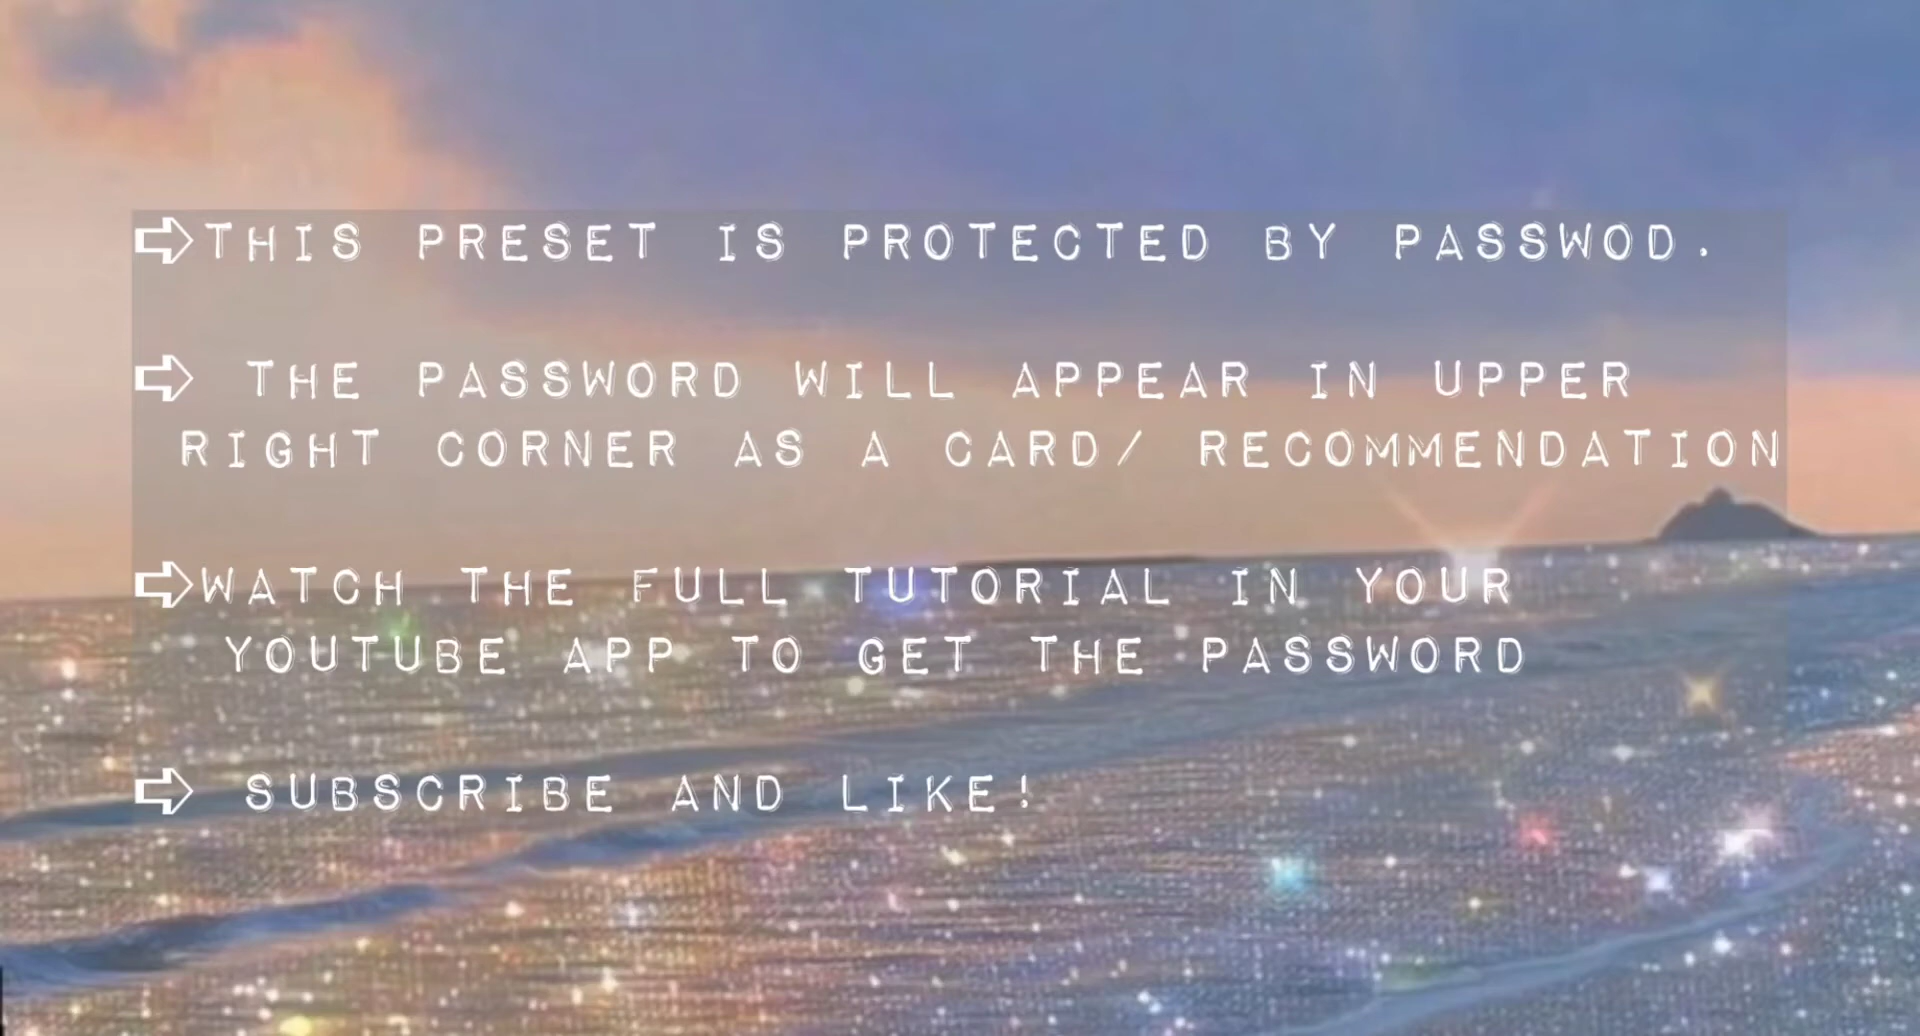 ➩THIS PRESET IS PROTECTED BY PASSWOD.
➩ THE PASSWORD WILL APPEAR IN UPPER
RIGHT CORNER AS A CARD/ RECOMMENDATION
➩WATCH THE FULL TUTORIAL IN YOUR
YOUTUBE APP TO GET THE PASSWORD
➩ SUBSCRIBE AND LIKE!